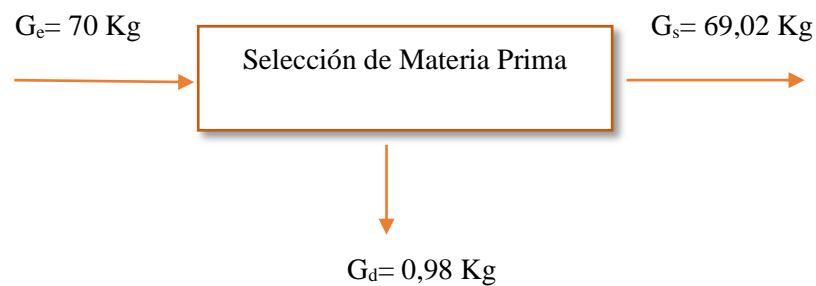 Ge= 70 Kg
Gs= 69,02 Kg
Selección de Materia Prima
Gd= 0,98 Kg